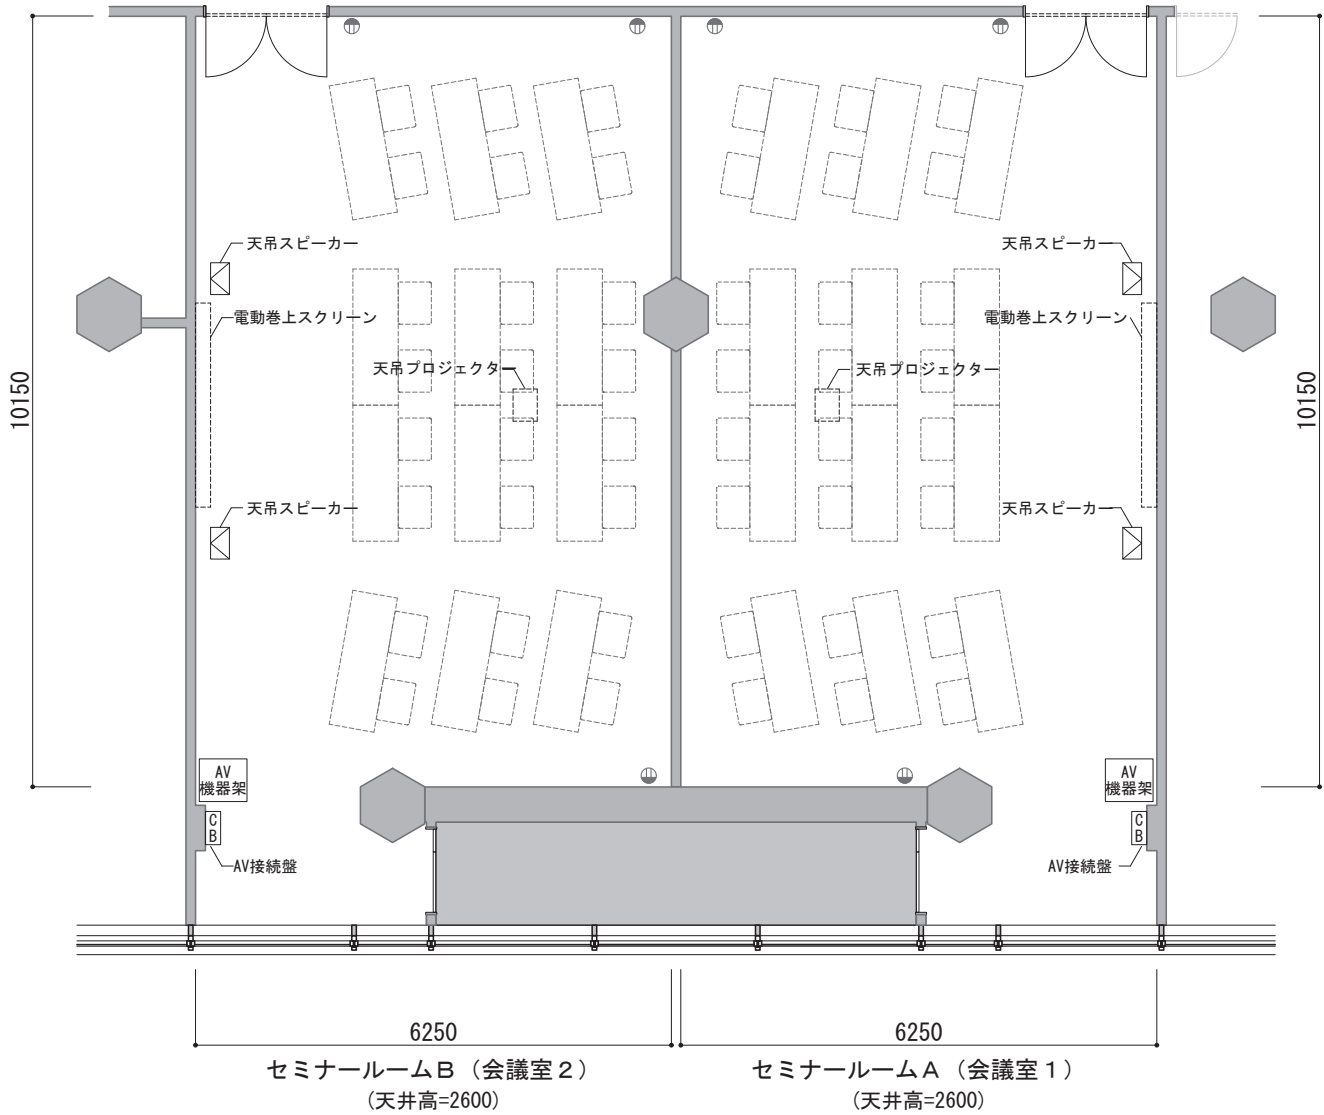 天吊スピーカー
天吊スピーカー
電動巻上スクリーン
電動巻上スクリーン
天吊プロジェクター
天吊プロジェクター
10150
10150
天吊スピーカー
天吊スピーカー
AV
機器架
AV
機器架
C
B
C
B
AV接続盤
AV接続盤
6250
6250
セミナールームB（会議室２）
セミナールームA（会議室１）
(天井高=2600)
(天井高=2600)